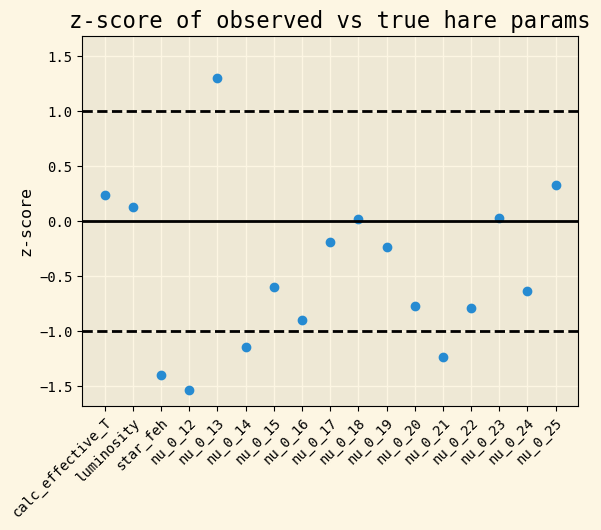 z-score of observed vs true hare params
z-score
1.5
1.0
0.5
0.0
−0.5
−1.0
−1.5
calc_effective_T
luminosity
star_feh
nu_0_12
nu_0_13
nu_0_14
nu_0_15
nu_0_16
nu_0_17
nu_0_18
nu_0_19
nu_0_20
nu_0_21
nu_0_22
nu_0_23
nu_0_24
nu_0_25